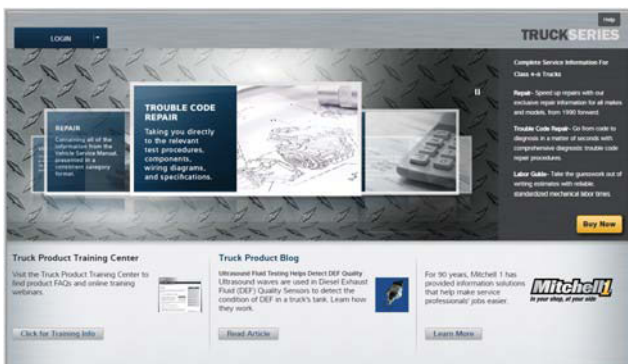 Help
LOGIN
TRUCKSERIES
Complete Service Information For
Class 4-8 Trucks
Repair- Speed up repairs with our
exclusive repair information for all makes
and models, from 1990 forward.
Trouble Code Repair- Go from code to
diagnosis in a matter of seconds with
comprehensive diagnostic trouble code
repair procedures.
Labor Guide- Take the guesswork out of
writing estimates with reliable,
standardized mechanical labor times.
Buy Now
REPAIR
Containing all of the
information from the
Vehicle Service Manual,
presented in a
consistent category
format.
TROUBLE CODE
REPAIR
Taking you directly
to the relevant
test procedures,
components,
wiring diagrams,
and specifications.
Truck Product Training Center
Visit the Truck Product Training Center to
find product FAQs and online training
webinars.
Click for Training Info
Truck Product Blog
Ultrasound Fluid Testing Helps Detect DEF Quality
Ultrasound waves are used in Diesel Exhaust
Fluid (DEF) Quality Sensors to detect the
condition of DEF in a truck's tank. Learn how
they work.
Read Article
For 90 years, Mitchell 1 has
provided information solutions
that help make service
professionals' jobs easier.
Learn More
Mitchell1
in your shop, at your side